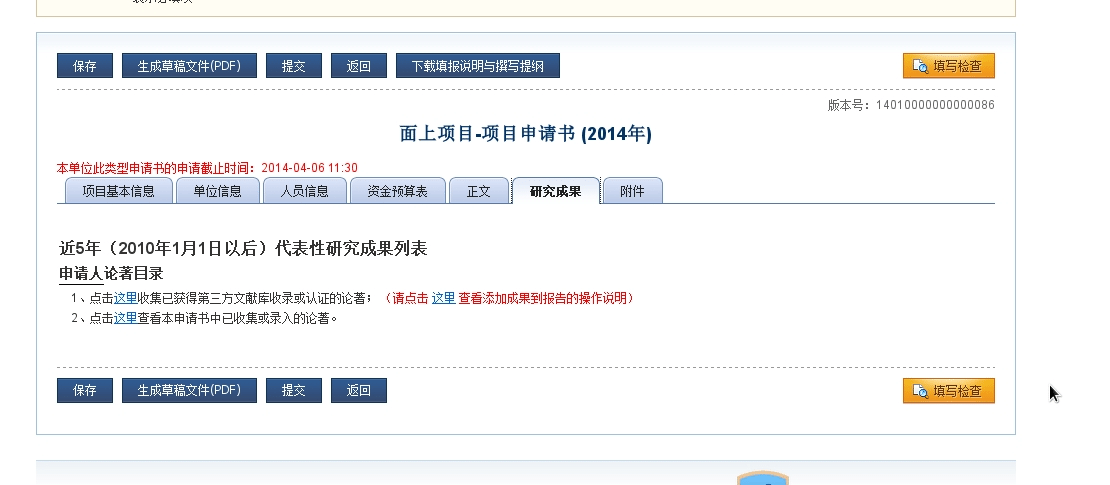 保存 生成草稿文件(PDF) 提交 返回 下载填报说明与撰写提纲 填写检查
版本号：14010000000000086
面上项目-项目申请书 (2014年)
本单位此类型申请书的申请截止时间：2014-04-06 11:30
项目基本信息 单位信息 人员信息 资金预算表 正文 研究成果 附件
近5年（2010年1月1日以后）代表性研究成果列表
申请人论著目录
1、点击这里收集已获得第三方文献库收录或认证的论著；（请点击 这里 查看添加成果到报告的操作说明）
2、点击这里查看本申请书中已收集或录入的论著。
保存 生成草稿文件(PDF) 提交 返回 填写检查